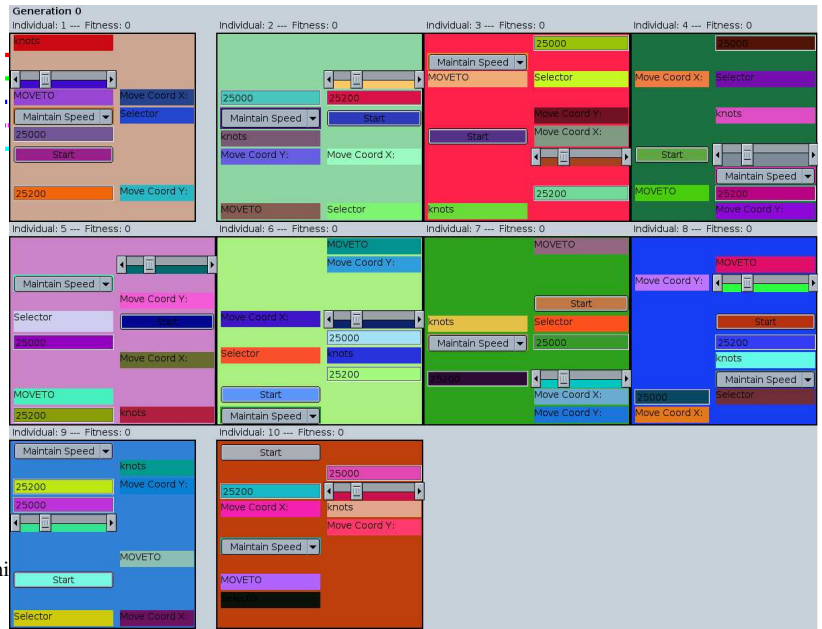 Generation 0
Individual: 1 --- Fitness: 0
knots
MOVETO
Move Coord X:
Maintain Speed
Selector
25000
Start
25200
Move Coord Y:
Individual: 2 --- Fitness: 0
25000
25200
Maintain Speed
Start
knots
Move Coord Y:
Move Coord X:
MOVETO
Selector
Individual: 3 --- Fitness: 0
25000
Maintain Speed
MOVETO
Selector
Move Coord Y:
Start
Move Coord X:
25200
knots
Individual: 4 --- Fitness: 0
25000
Move Coord X:
Selector
knots
Start
Maintain Speed
MOVETO
25200
Move Coord Y:
Individual: 5 --- Fitness: 0
Maintain Speed
Move Coord Y:
Selector
Start
25000
Move Coord X:
MOVETO
25200
knots
Individual: 6 --- Fitness: 0
MOVETO
Move Coord Y:
Move Coord X:
25000
Selector
knots
25200
Start
Maintain Speed
Individual: 7 --- Fitness: 0
MOVETO
Start
knots
Selector
Maintain Speed
25000
25200
Move Coord X:
Move Coord Y:
Individual: 8 --- Fitness: 0
MOVETO
Move Coord Y:
Start
25200
knots
Maintain Speed
25000
Selector
Move Coord X:
Individual: 9 --- Fitness: 0
Maintain Speed
knots
25200
Move Coord Y:
25000
MOVETO
Start
Selector
Move Coord X:
Individual: 10 --- Fitness: 0
Start
25000
25200
Move Coord X:
knots
Move Coord Y:
Maintain Speed
MOVETO